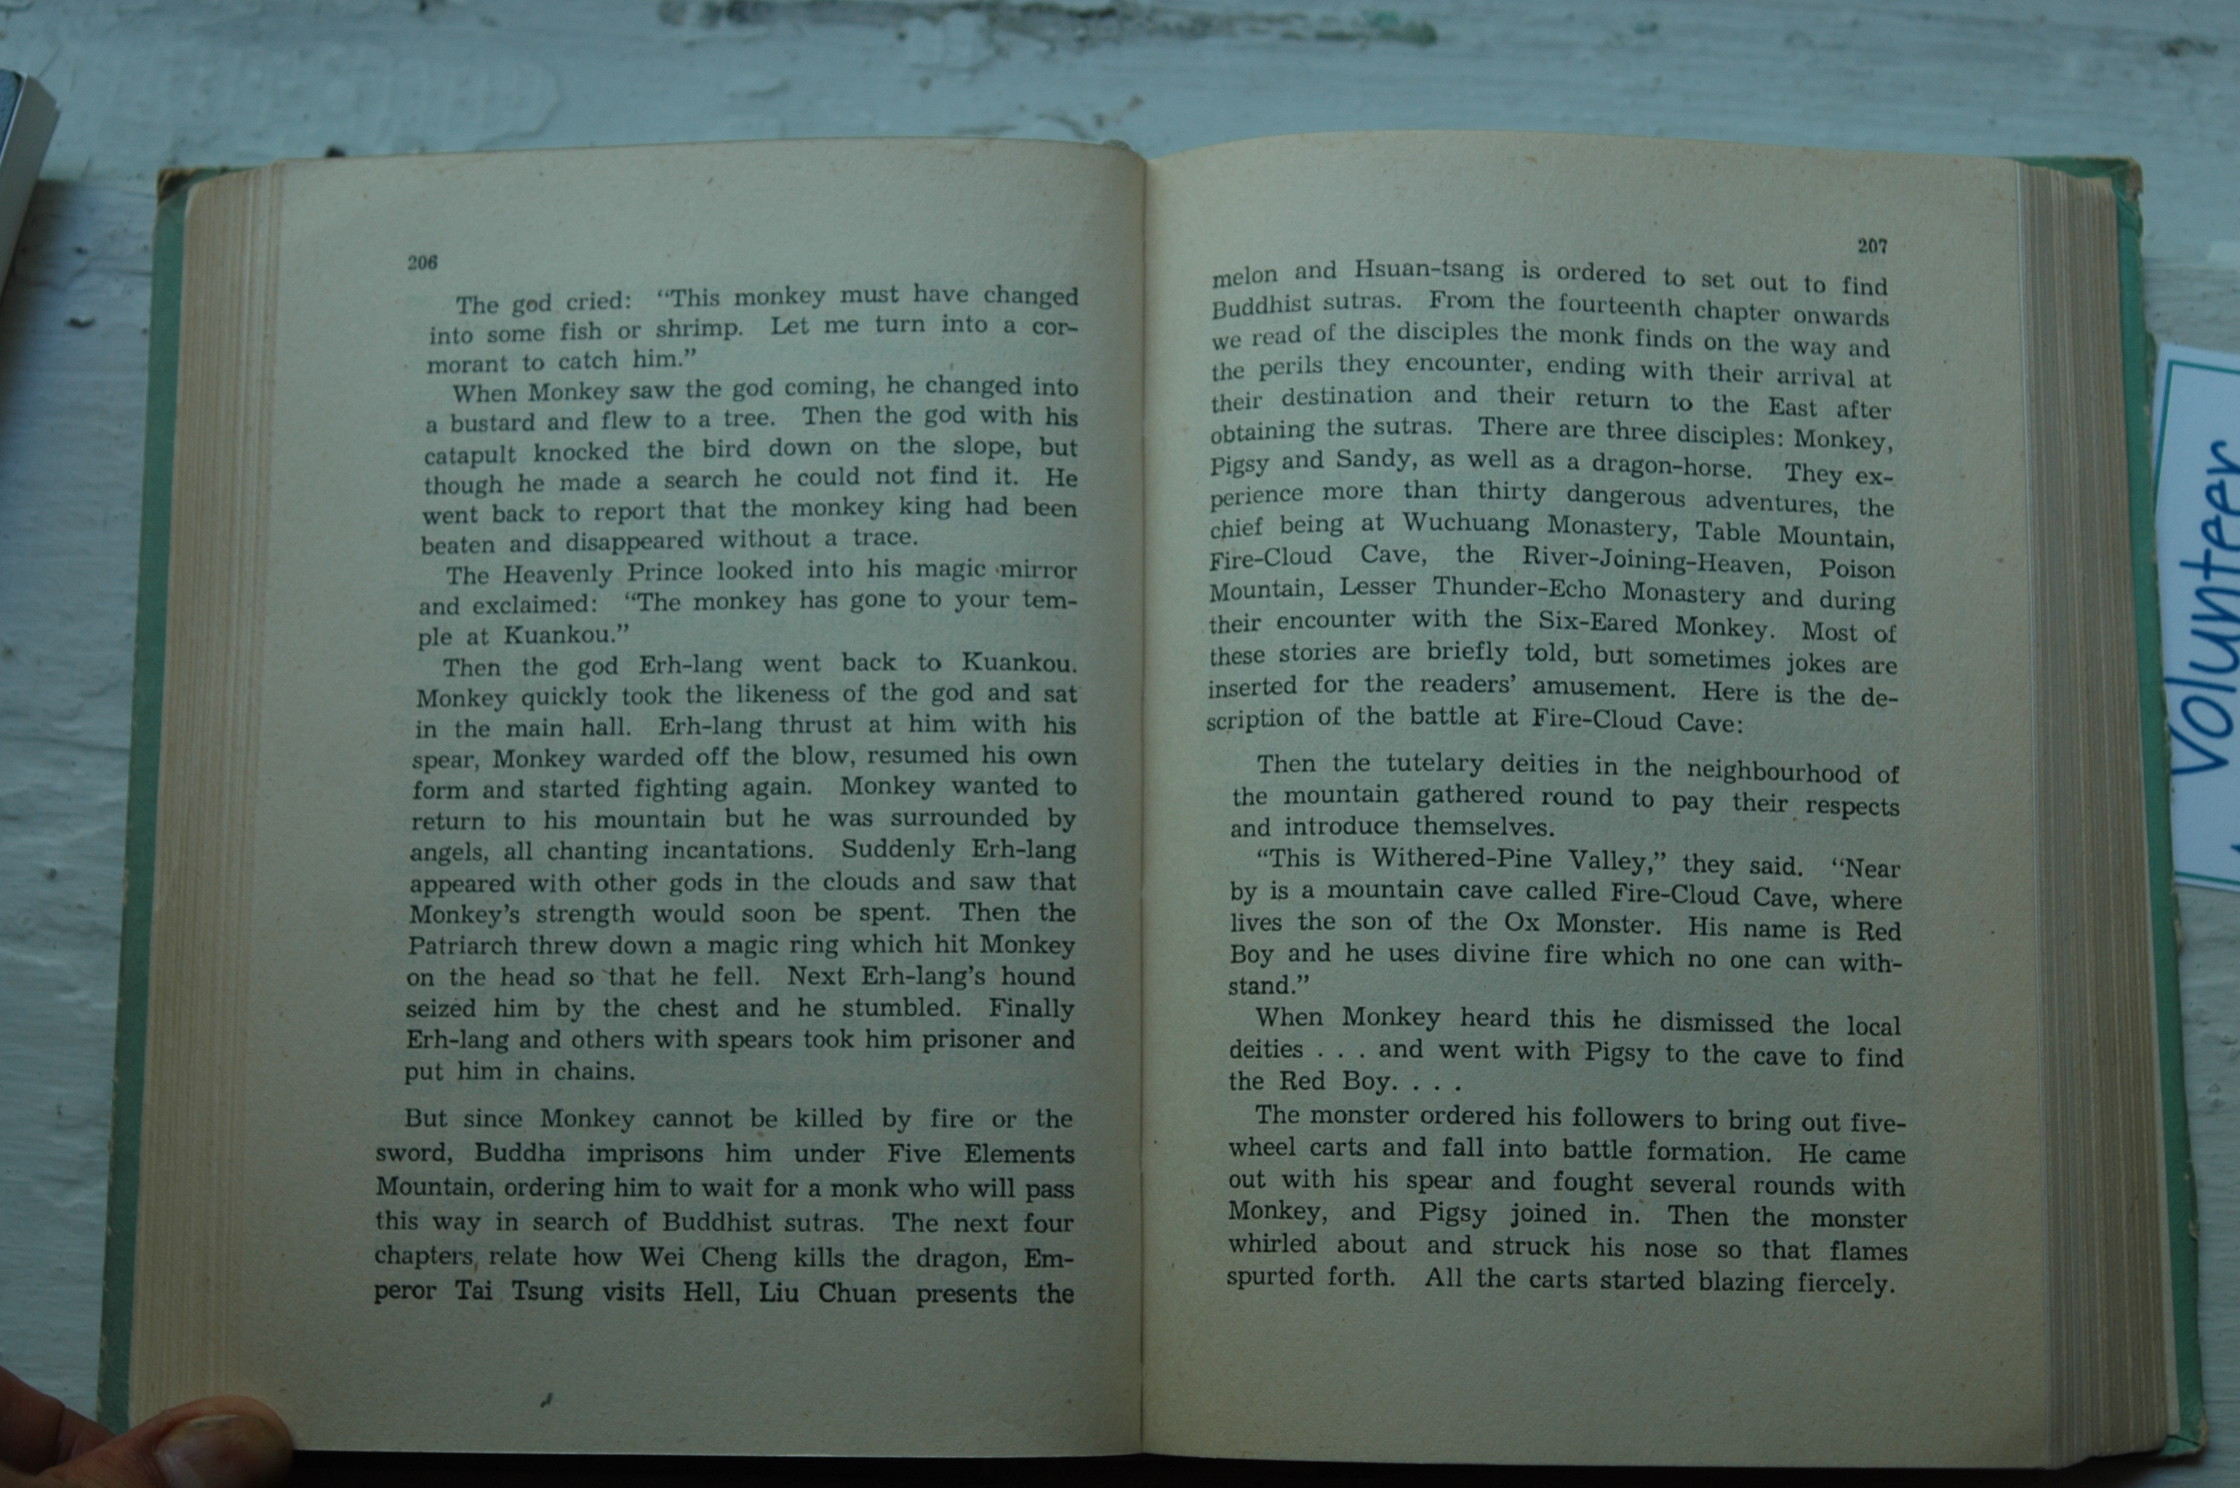 206
The god cried: “This monkey must have changed
into some fish or shrimp. Let me turn into a cor-
morant to catch him.”
When Monkey saw the god coming, he changed into
a bustard and flew to a tree. Then the god with his
catapult knocked the bird down on the slope, but
though he made a search he could not find it. He
went back to report that the monkey king had been
beaten and disappeared without a trace.
The Heavenly Prince looked into his magic mirror
and exclaimed: “The monkey has gone to your tem-
ple at Kuankou.”
Then the god Erh-lang went back to Kuankou.
Monkey quickly took the likeness of the god and sat
in the main hall. Erh-lang thrust at him with his
spear, Monkey warded off the blow, resumed his own
form and started fighting again. Monkey wanted to
return to his mountain but he was surrounded by
angels, all chanting incantations. Suddenly Erh-lang
appeared with other gods in the clouds and saw that
Monkey’s strength would soon be spent. Then the
Patriarch threw down a magic ring which hit Monkey
on the head so that he fell. Next Erh-lang’s hound
seized him by the chest and he stumbled. Finally
Erh-lang and others with spears took him prisoner and
put him in chains.
But since Monkey cannot be killed by fire or the
sword, Buddha imprisons him under Five Elements
Mountain, ordering him to wait for a monk who will pass
this way in search of Buddhist sutras. The next four
chapters relate how Wei Cheng kills the dragon, Em-
peror Tai Tsung visits Hell, Liu Chuan presents the
207
melon and Hsuan-tsang is ordered to set out to find
Buddhist sutras. From the fourteenth chapter onwards
we read of the disciples the monk finds on the way and
the perils they encounter, ending with their arrival at
their destination and their return to the East after
obtaining the sutras. There are three disciples: Monkey,
Pigsy and Sandy, as well as a dragon-horse. They ex-
perience more than thirty dangerous adventures, the
chief being at Wuchuang Monastery, Table Mountain,
Fire-Cloud Cave, the River-Joining-Heaven, Poison
Mountain, Lesser Thunder-Echo Monastery and during
their encounter with the Six-Eared Monkey. Most of
these stories are briefly told, but sometimes jokes are
inserted for the readers’ amusement. Here is the de-
scription of the battle at Fire-Cloud Cave:
Then the tutelary deities in the neighbourhood of
the mountain gathered round to pay their respects
and introduce themselves.
“This is Withered-Pine Valley,” they said. “Near
by is a mountain cave called Fire-Cloud Cave, where
lives the son of the Ox Monster. His name is Red
Boy and he uses divine fire which no one can with-
stand.”
When Monkey heard this he dismissed the local
deities . . . and went with Pigsy to the cave to find
the Red Boy. . . .
The monster ordered his followers to bring out five-
wheel carts and fall into battle formation. He came
out with his spear and fought several rounds with
Monkey, and Pigsy joined in. Then the monster
whirled about and struck his nose so that flames
spurted forth. All the carts started blazing fiercely.
Volunteer